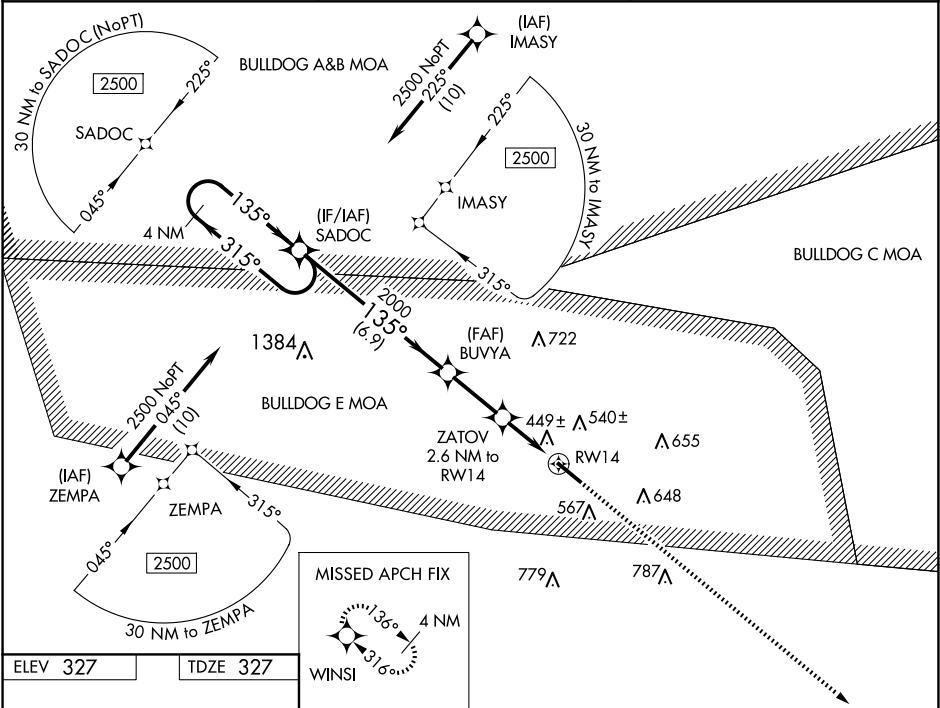 30 NM to SADOC (NoPT)
2500
225°
SADOC
045°
BULLDOG A&B MOA
(IAF)
IMASY
2500 NoPT
225°
(10)
225°
2500
IMASY
30 NM to IMASY
315°
135°
4 NM
315°
(IF/IAF)
SADOC
BULLDOG C MOA
2000
135°
(6.9)
(FAF)
BUVYA
722
1384
BULLDOG E MOA
2500 NoPT
045°
(10)
(IAF)
ZEMPA
ZATOV
2.6 NM to
RW14
449±
540±
655
RW14
648
567
ZEMPA
315°
045°
2500
30 NM to ZEMPA
779
787
MISSED APCH FIX
136°
4 NM
316°
WINSI
ELEV 327
TDZE 327